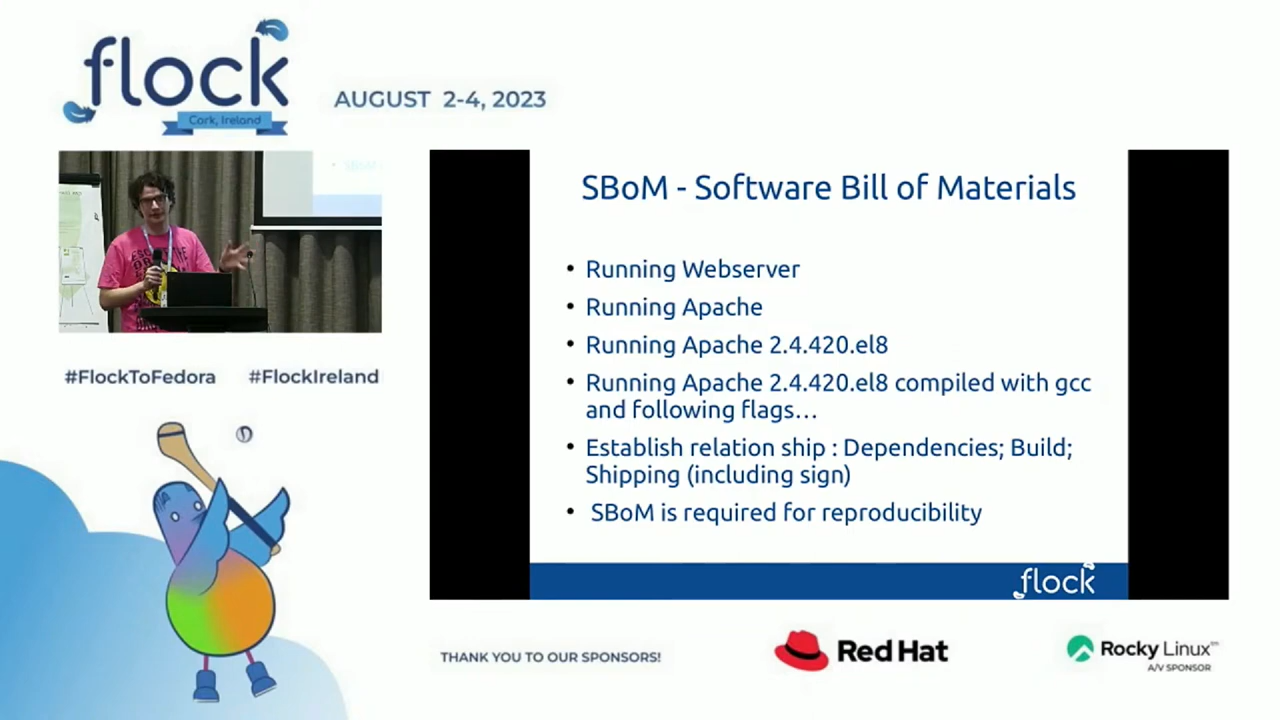 flock
Cork, Ireland
AUGUST 2-4, 2023
SBoM - Software Bill of Materials
• Running Webserver
• Running Apache
• Running Apache 2.4.420.el8
• Running Apache 2.4.420.el8 compiled with gcc
and following flags...
• Establish relation ship : Dependencies; Build;
Shipping (including sign)
• SBoM is required for reproducibility
flock
#FlockToFedora #FlockIreland
THANK YOU TO OUR SPONSORS!
Red Hat
Rocky Linux™
A/V SPONSOR